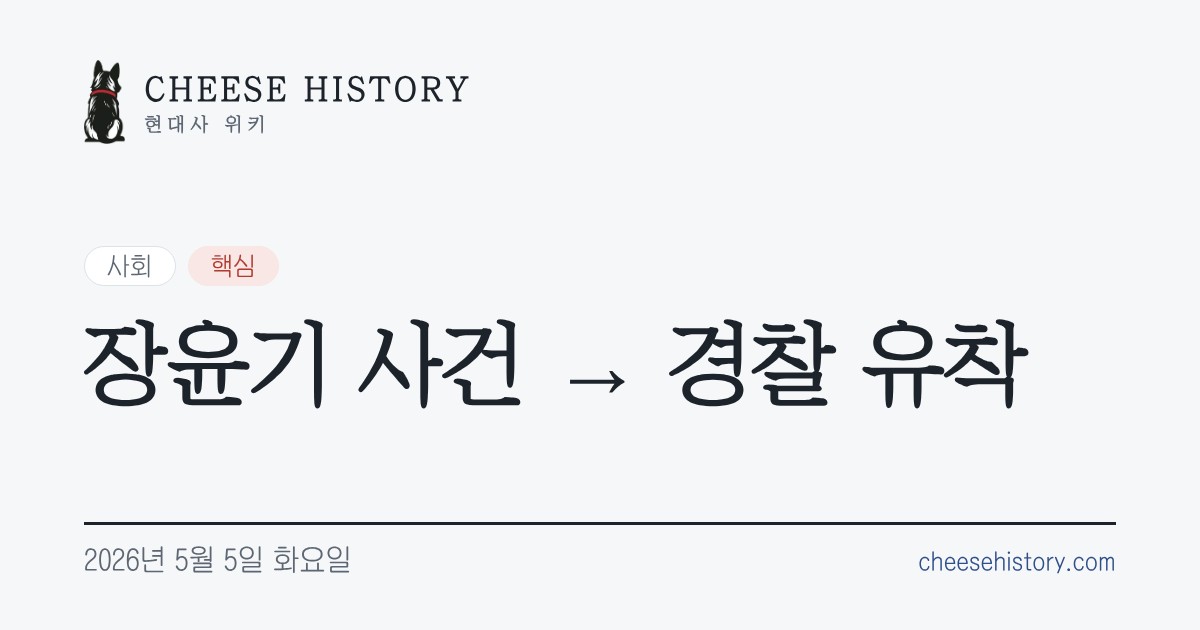 CHEESE HISTORY
현대사 위키
사회 핵심
장윤기 사건 → 경찰 유착
2026년 5월 5일 화요일 cheesehistory.com